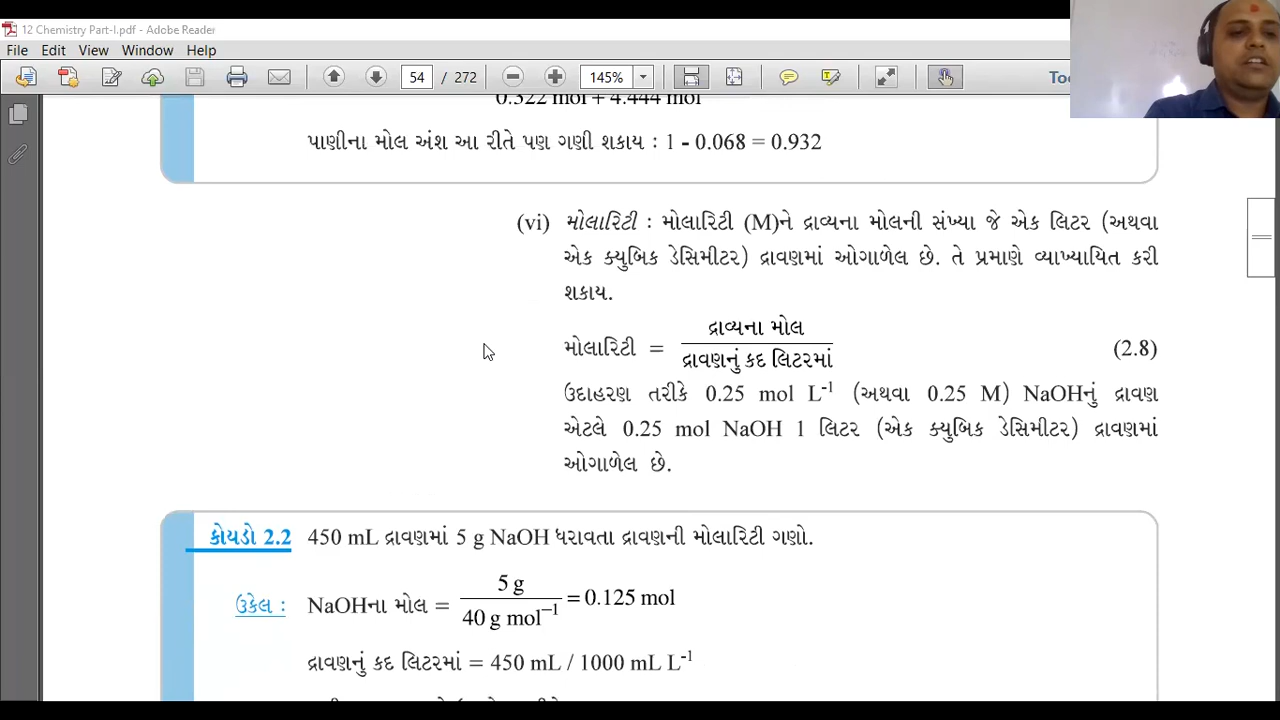 12 Chemistry Part-I.pdf - Adobe Reader
File Edit View Window Help
54 / 272 145%
0.322 mol + 4.444 mol
પાણીના મોલ અંશ આ રીતે પણ ગણી શકાય : 1 - 0.068 = 0.932
(vi) મોલારિટી : મોલારિટી (M)ને દ્રાવ્યના મોલની સંખ્યા જે એક લિટર (અથવા
એક ક્યુબિક ડેસિમીટર) દ્રાવણમાં ઓગાળેલ છે. તે પ્રમાણે વ્યાખ્યાયિત કરી
શકાય.
દ્રાવ્યના મોલ
મોલારિટી = (2.8)
દ્રાવણનું કદ લિટરમાં
ઉદાહરણ તરીકે 0.25 mol L⁻¹ (અથવા 0.25 M) NaOHનું દ્રાવણ
એટલે 0.25 mol NaOH 1 લિટર (એક ક્યુબિક ડેસિમીટર) દ્રાવણમાં
ઓગાળેલ છે.
કોયડો 2.2 450 mL દ્રાવણમાં 5 g NaOH ધરાવતા દ્રાવણની મોલારિટી ગણો.
5 g
ઉકેલ : NaOHના મોલ = = 0.125 mol
40 g mol⁻¹
દ્રાવણનું કદ લિટરમાં = 450 mL / 1000 mL L⁻¹